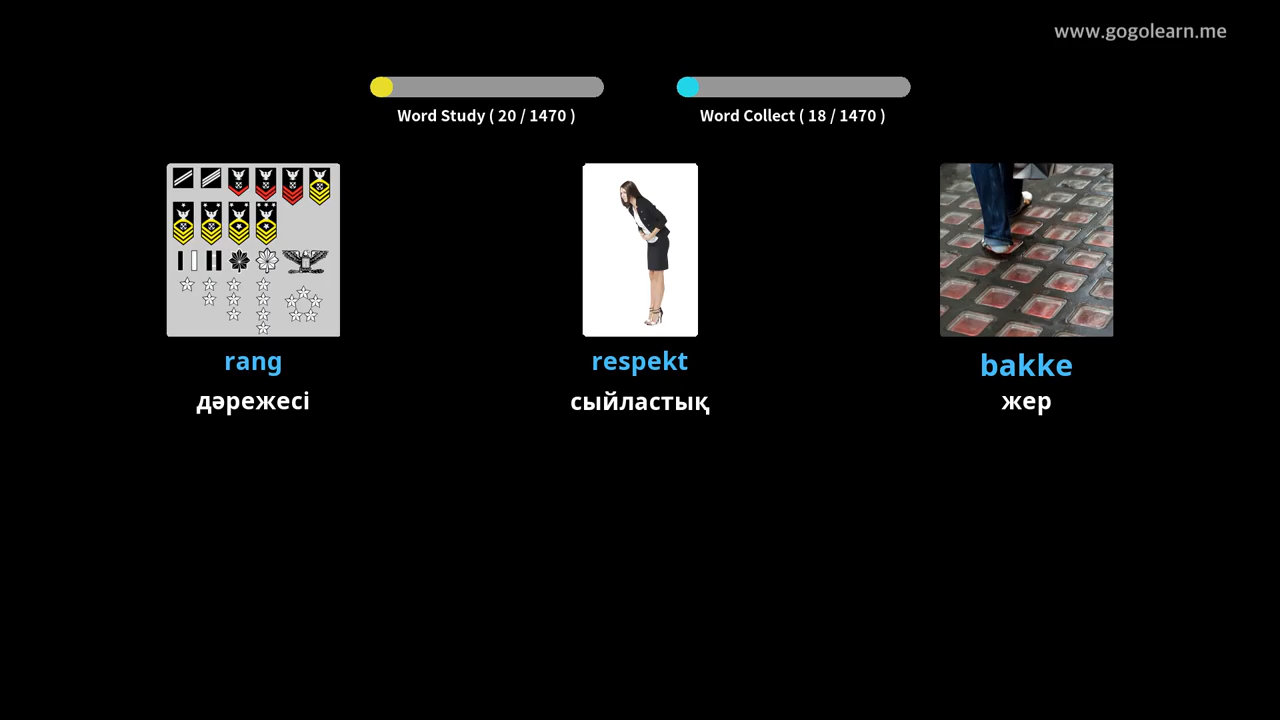 www.gogolearn.me
Word Study ( 20 / 1470 )
Word Collect ( 18 / 1470 )
rang
respekt
bakke
дәрежесі
сыйластық
жер